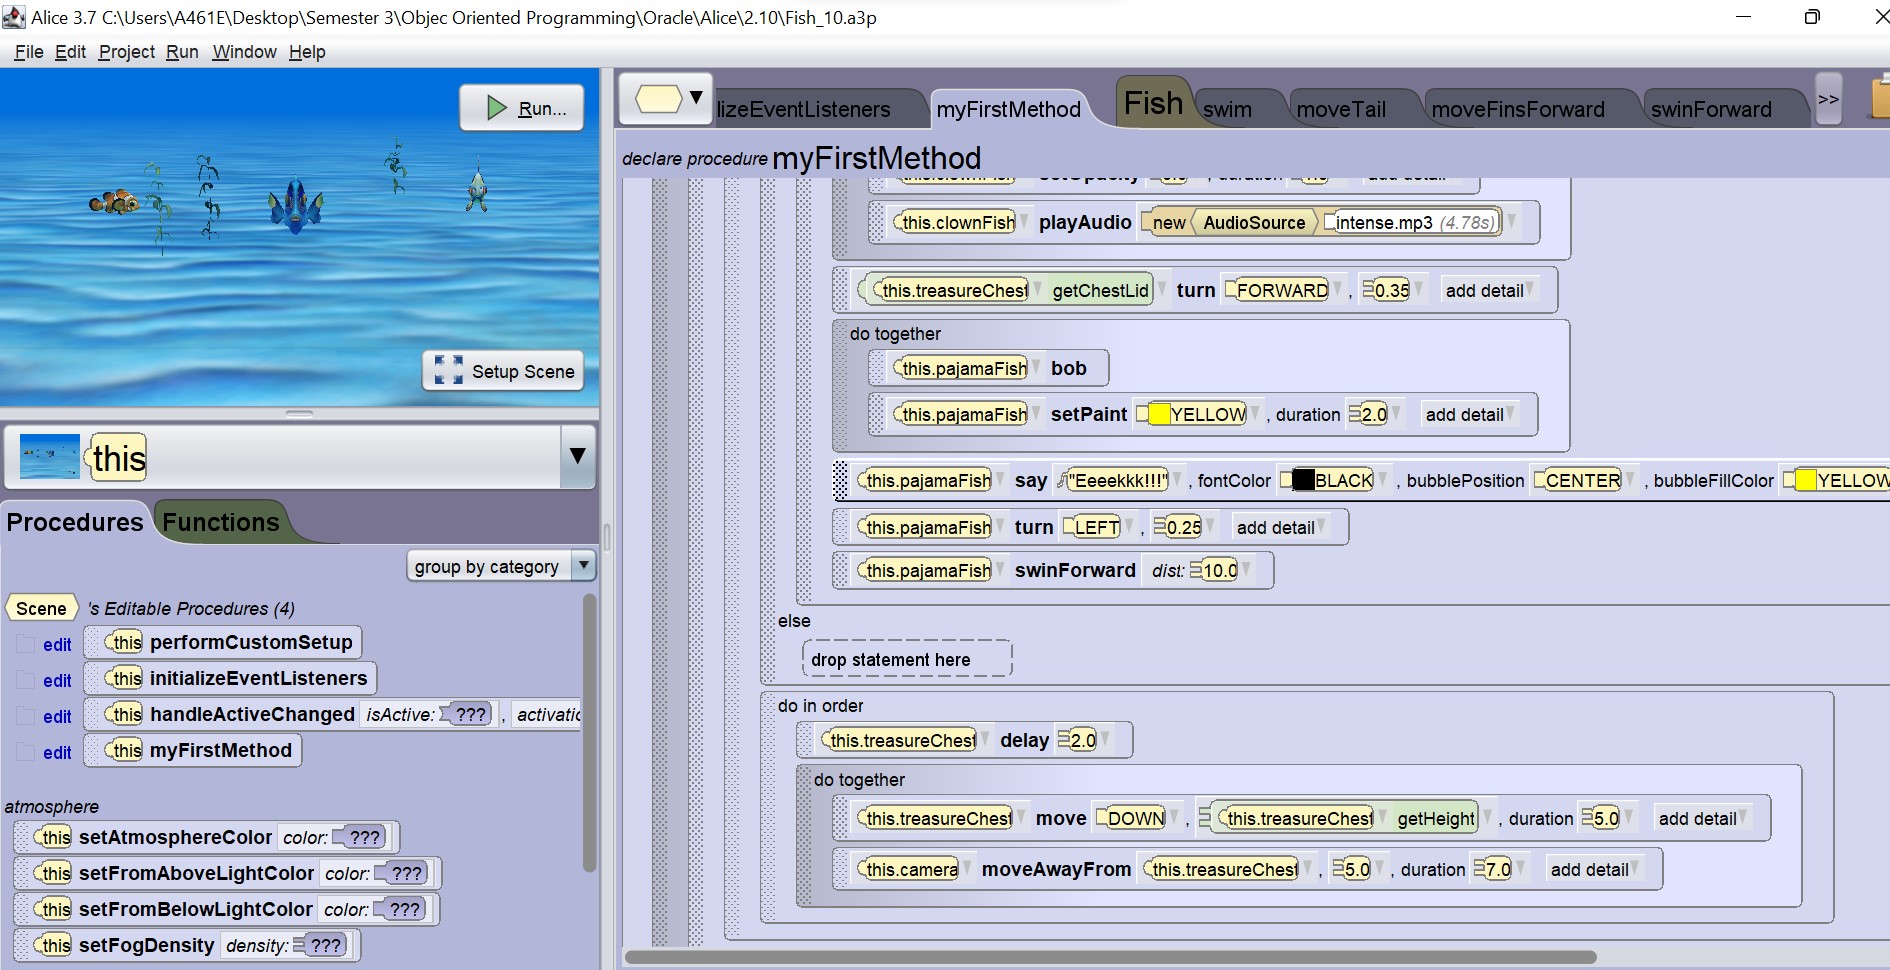 Alice 3.7 C:\Users\A461E\Desktop\Semester 3\Objec Oriented Programming\Oracle\Alice\2.10\Fish_10.a3p
File Edit Project Run Window Help
Run...
Setup Scene
this
Procedures Functions
group by category
Scene 's Editable Procedures (4)
edit this performCustomSetup
edit this initializeEventListeners
edit this handleActiveChanged isActive: ??? , activatio
edit this myFirstMethod
atmosphere
this setAtmosphereColor color: ???
this setFromAboveLightColor color: ???
this setFromBelowLightColor color: ???
this setFogDensity density: ???
lizeEventListeners myFirstMethod Fish swim moveTail moveFinsForward swinForward >>
declare procedure myFirstMethod
this.clownFish playAudio new AudioSource intense.mp3 (4.78s)
this.treasureChest getChestLid turn FORWARD , 0.35 add detail
do together
this.pajamaFish bob
this.pajamaFish setPaint YELLOW , duration 2.0 add detail
this.pajamaFish say "Eeeekkk!!!" , fontColor BLACK , bubblePosition CENTER , bubbleFillColor YELLOW
this.pajamaFish turn LEFT , 0.25 add detail
this.pajamaFish swinForward dist: 10.0
else
drop statement here
do in order
this.treasureChest delay 2.0
do together
this.treasureChest move DOWN , this.treasureChest getHeight , duration 5.0 add detail
this.camera moveAwayFrom this.treasureChest , 5.0 , duration 7.0 add detail